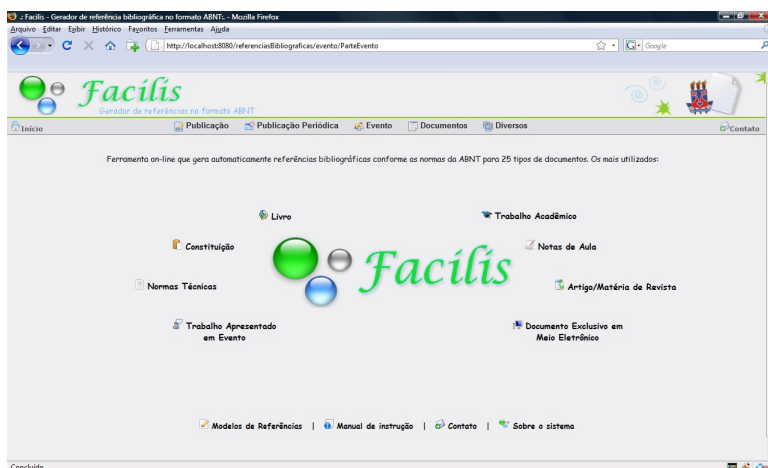 .: Facilis - Gerador de referência bibliográfica no formato ABNT:. - Mozilla Firefox
Arquivo Editar Exibir Histórico Favoritos Ferramentas Ajuda
http://localhost:8080/referenciasBibliograficas/evento/ParteEvento
Google
Facilis
Gerador de referências no formato ABNT
Início Publicação Publicação Periódica Evento Documentos Diversos Contato
Ferramenta on-line que gera automaticamente referências bibliográficas conforme as normas da ABNT para 25 tipos de documentos. Os mais utilizados:
Livro Trabalho Acadêmico
Constituição Notas de Aula
Facilis
Normas Técnicas Artigo/Matéria de Revista
Trabalho Apresentado em Evento
Documento Exclusivo em Meio Eletrônico
Modelos de Referências | Manual de instrução | Contato | Sobre o sistema
Concluído